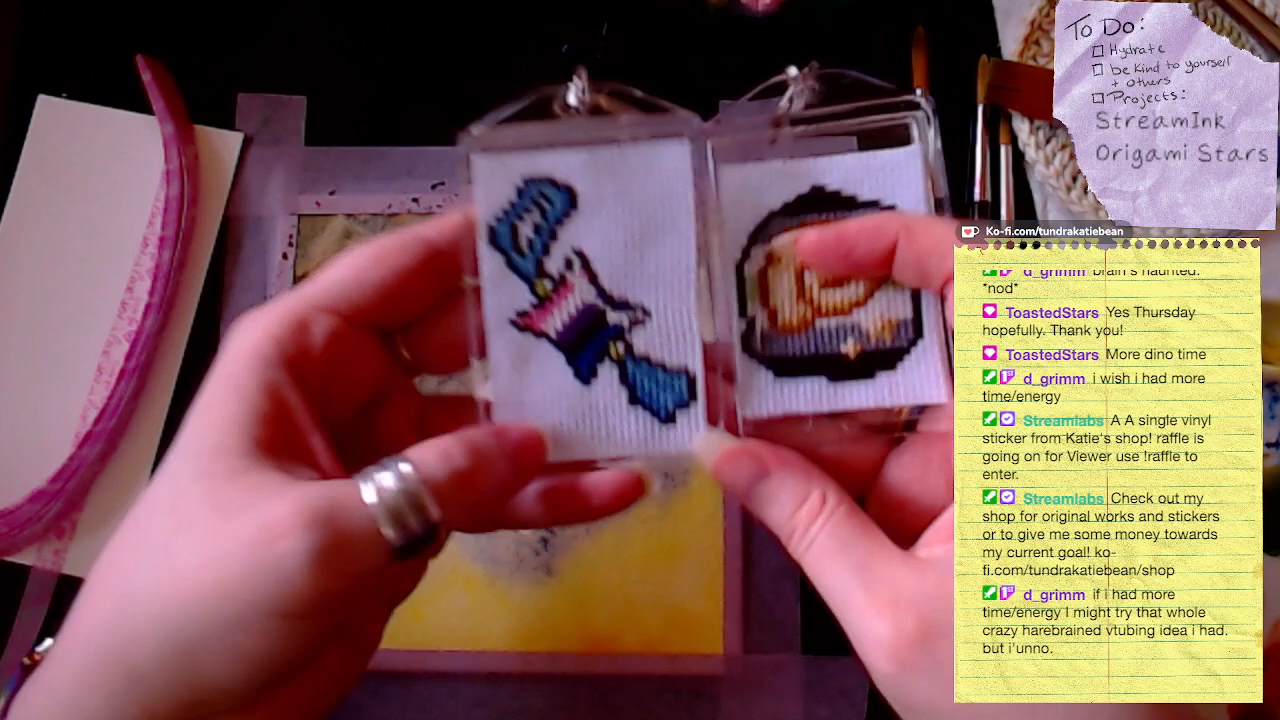 To Do:
Hydrate
be Kind to yourself
+ others
Projects:
StreamInk
Origami Stars
Ko-fi.com/tundrakatiebean
d_grimm brain's haunted.
*nod*
ToastedStars Yes Thursday
hopefully. Thank you!
ToastedStars More dino time
d_grimm i wish i had more
time/energy
Streamlabs A A single vinyl
sticker from Katie's shop! raffle is
going on for Viewer use !raffle to
enter.
Streamlabs Check out my
shop for original works and stickers
or to give me some money towards
my current goal! ko-
fi.com/tundrakatiebean/shop
d_grimm if i had more
time/energy I might try that whole
crazy harebrained vtubing idea i had.
but i'unno.